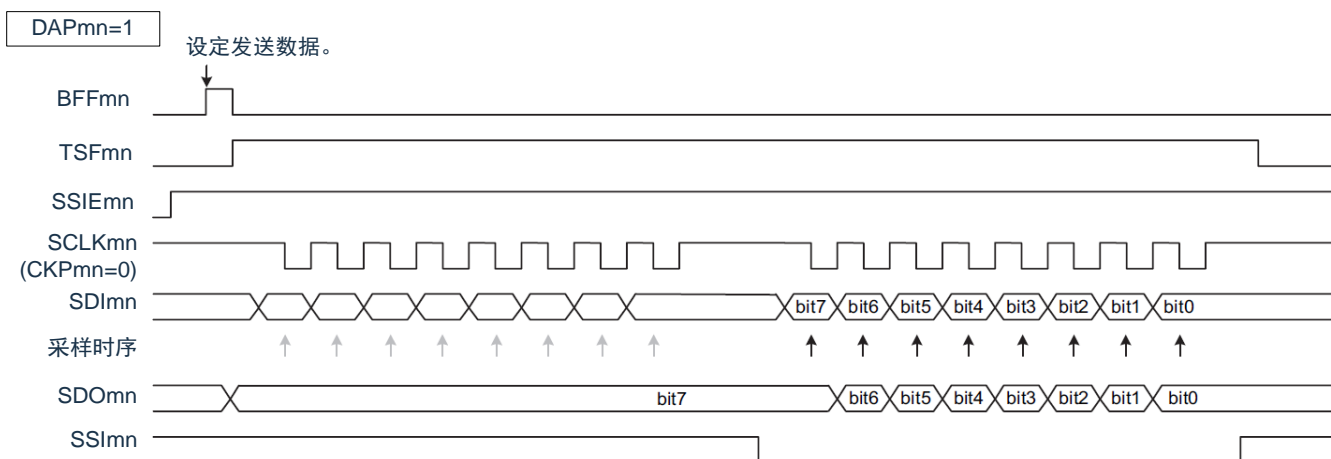 DAPmn=1
设定发送数据。
BFFmn
TSFmn
SSIEmn
SCLKmn
(CKPmn=0)
SDImn bit7 bit6 bit5 bit4 bit3 bit2 bit1 bit0
采样时序
SDOmn bit7 bit6 bit5 bit4 bit3 bit2 bit1 bit0
SSImn